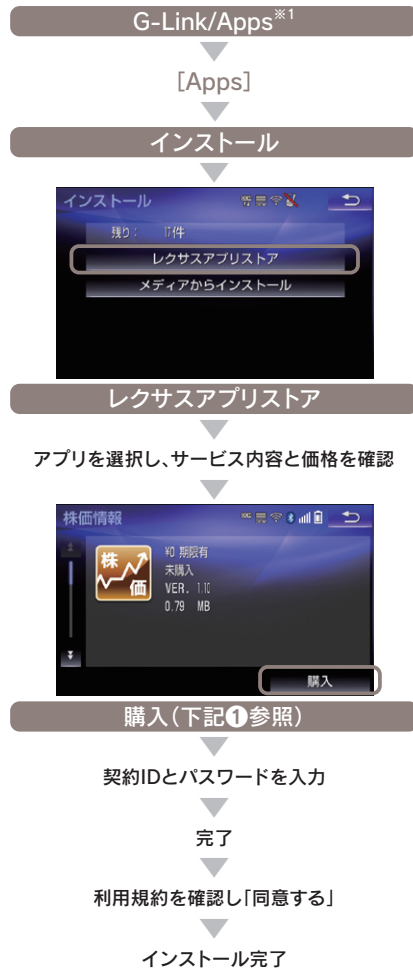 G-Link/Apps※1
[Apps]
インストール
インストール
残り： 17件
レクサスアプリストア
メディアからインストール
レクサスアプリストア
アプリを選択し、サービス内容と価格を確認
株価情報
株価
¥0 期限有
未購入
VER. 1.10
0.79 MB
購入
購入（下記❶参照）
契約IDとパスワードを入力
完了
利用規約を確認し「同意する」
インストール完了